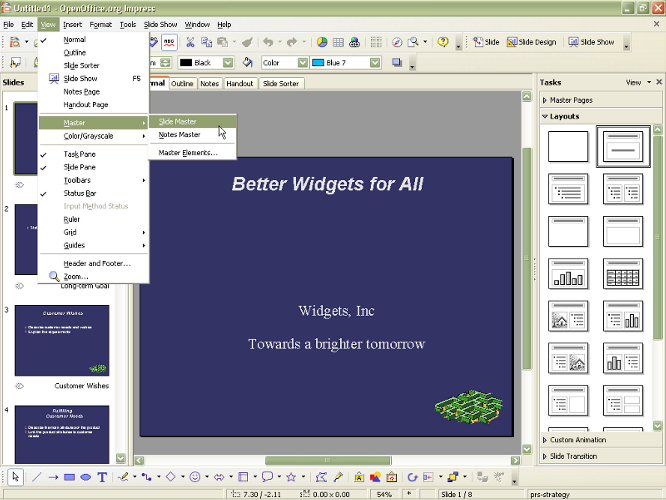 Untitled1 - OpenOffice.org Impress
File Edit View Insert Format Tools Slide Show Window Help
ABC Slide Slide Design Slide Show
Black Color Blue 7
Slides
Normal
Outline
Slide Sorter
Slide Show F5
Notes Page
Handout Page
Master
Color/Grayscale
Task Pane
Slide Pane
Toolbars
Status Bar
Input Method Status
Ruler
Grid
Guides
Header and Footer...
Zoom...
Slide Master
Notes Master
Master Elements...
mal Outline Notes Handout Slide Sorter
1
2
Long-term Goal
3
Customer Wishes
Customer Wishes
4
Fulfilling
Customer Needs
Better Widgets for All
Widgets, Inc
Towards a brighter tomorrow
Tasks View
Master Pages
Layouts
Custom Animation
Slide Transition
T
7.30 / -2.11 0.00 x 0.00 54% * Slide 1 / 8 prs-strategy